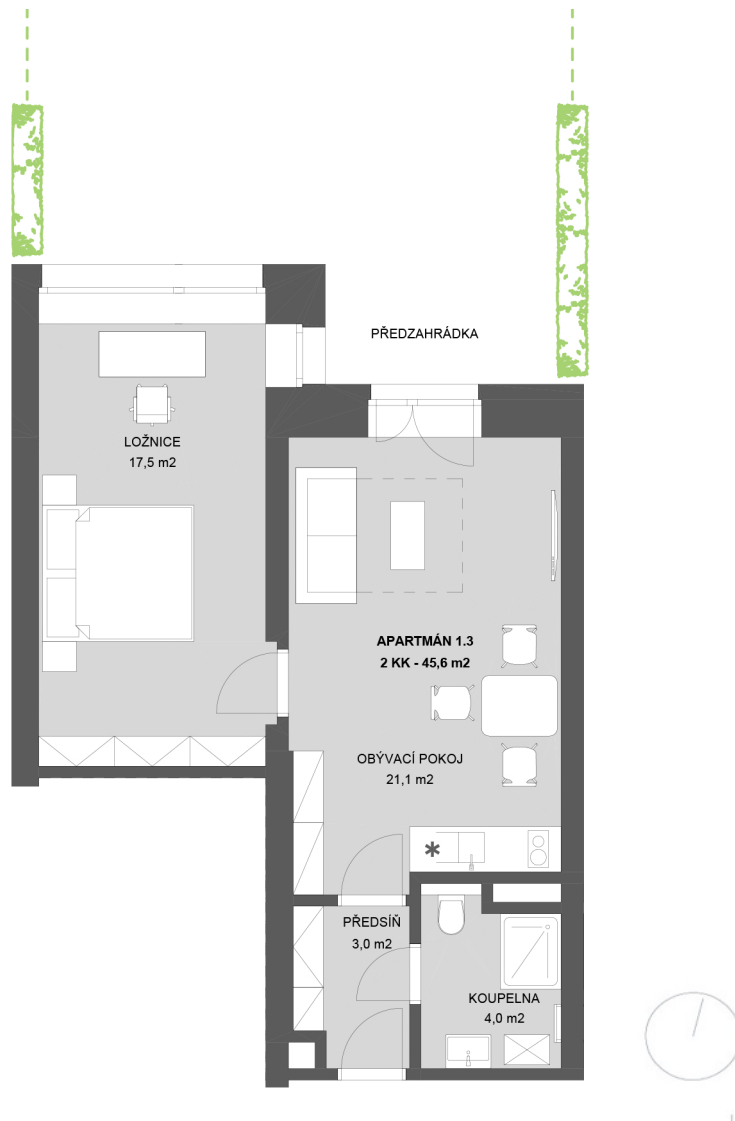 PŘEDZAHRÁDKA
LOŽNICE
17,5 m2
APARTMÁN 1.3
2 KK - 45,6 m2
OBÝVACÍ POKOJ
21,1 m2
PŘEDSÍŇ
3,0 m2
KOUPELNA
4,0 m2